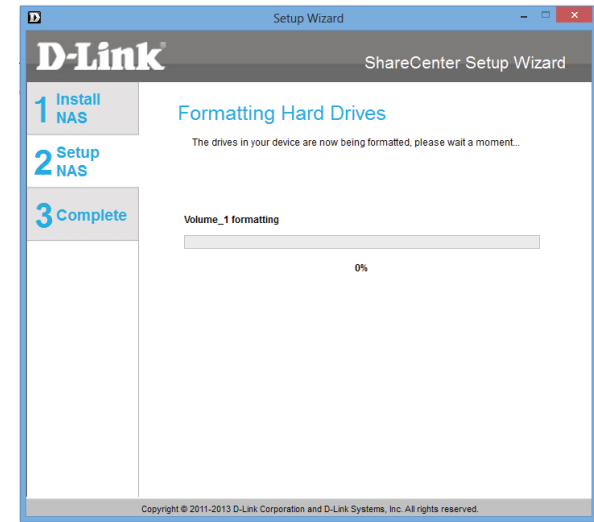 Setup Wizard
D-Link
ShareCenter Setup Wizard
1 Install
NAS
2 Setup
NAS
3 Complete
Formatting Hard Drives
The drives in your device are now being formatted, please wait a moment...
Volume_1 formatting
0%
Copyright © 2011-2013 D-Link Corporation and D-Link Systems, Inc. All rights reserved.